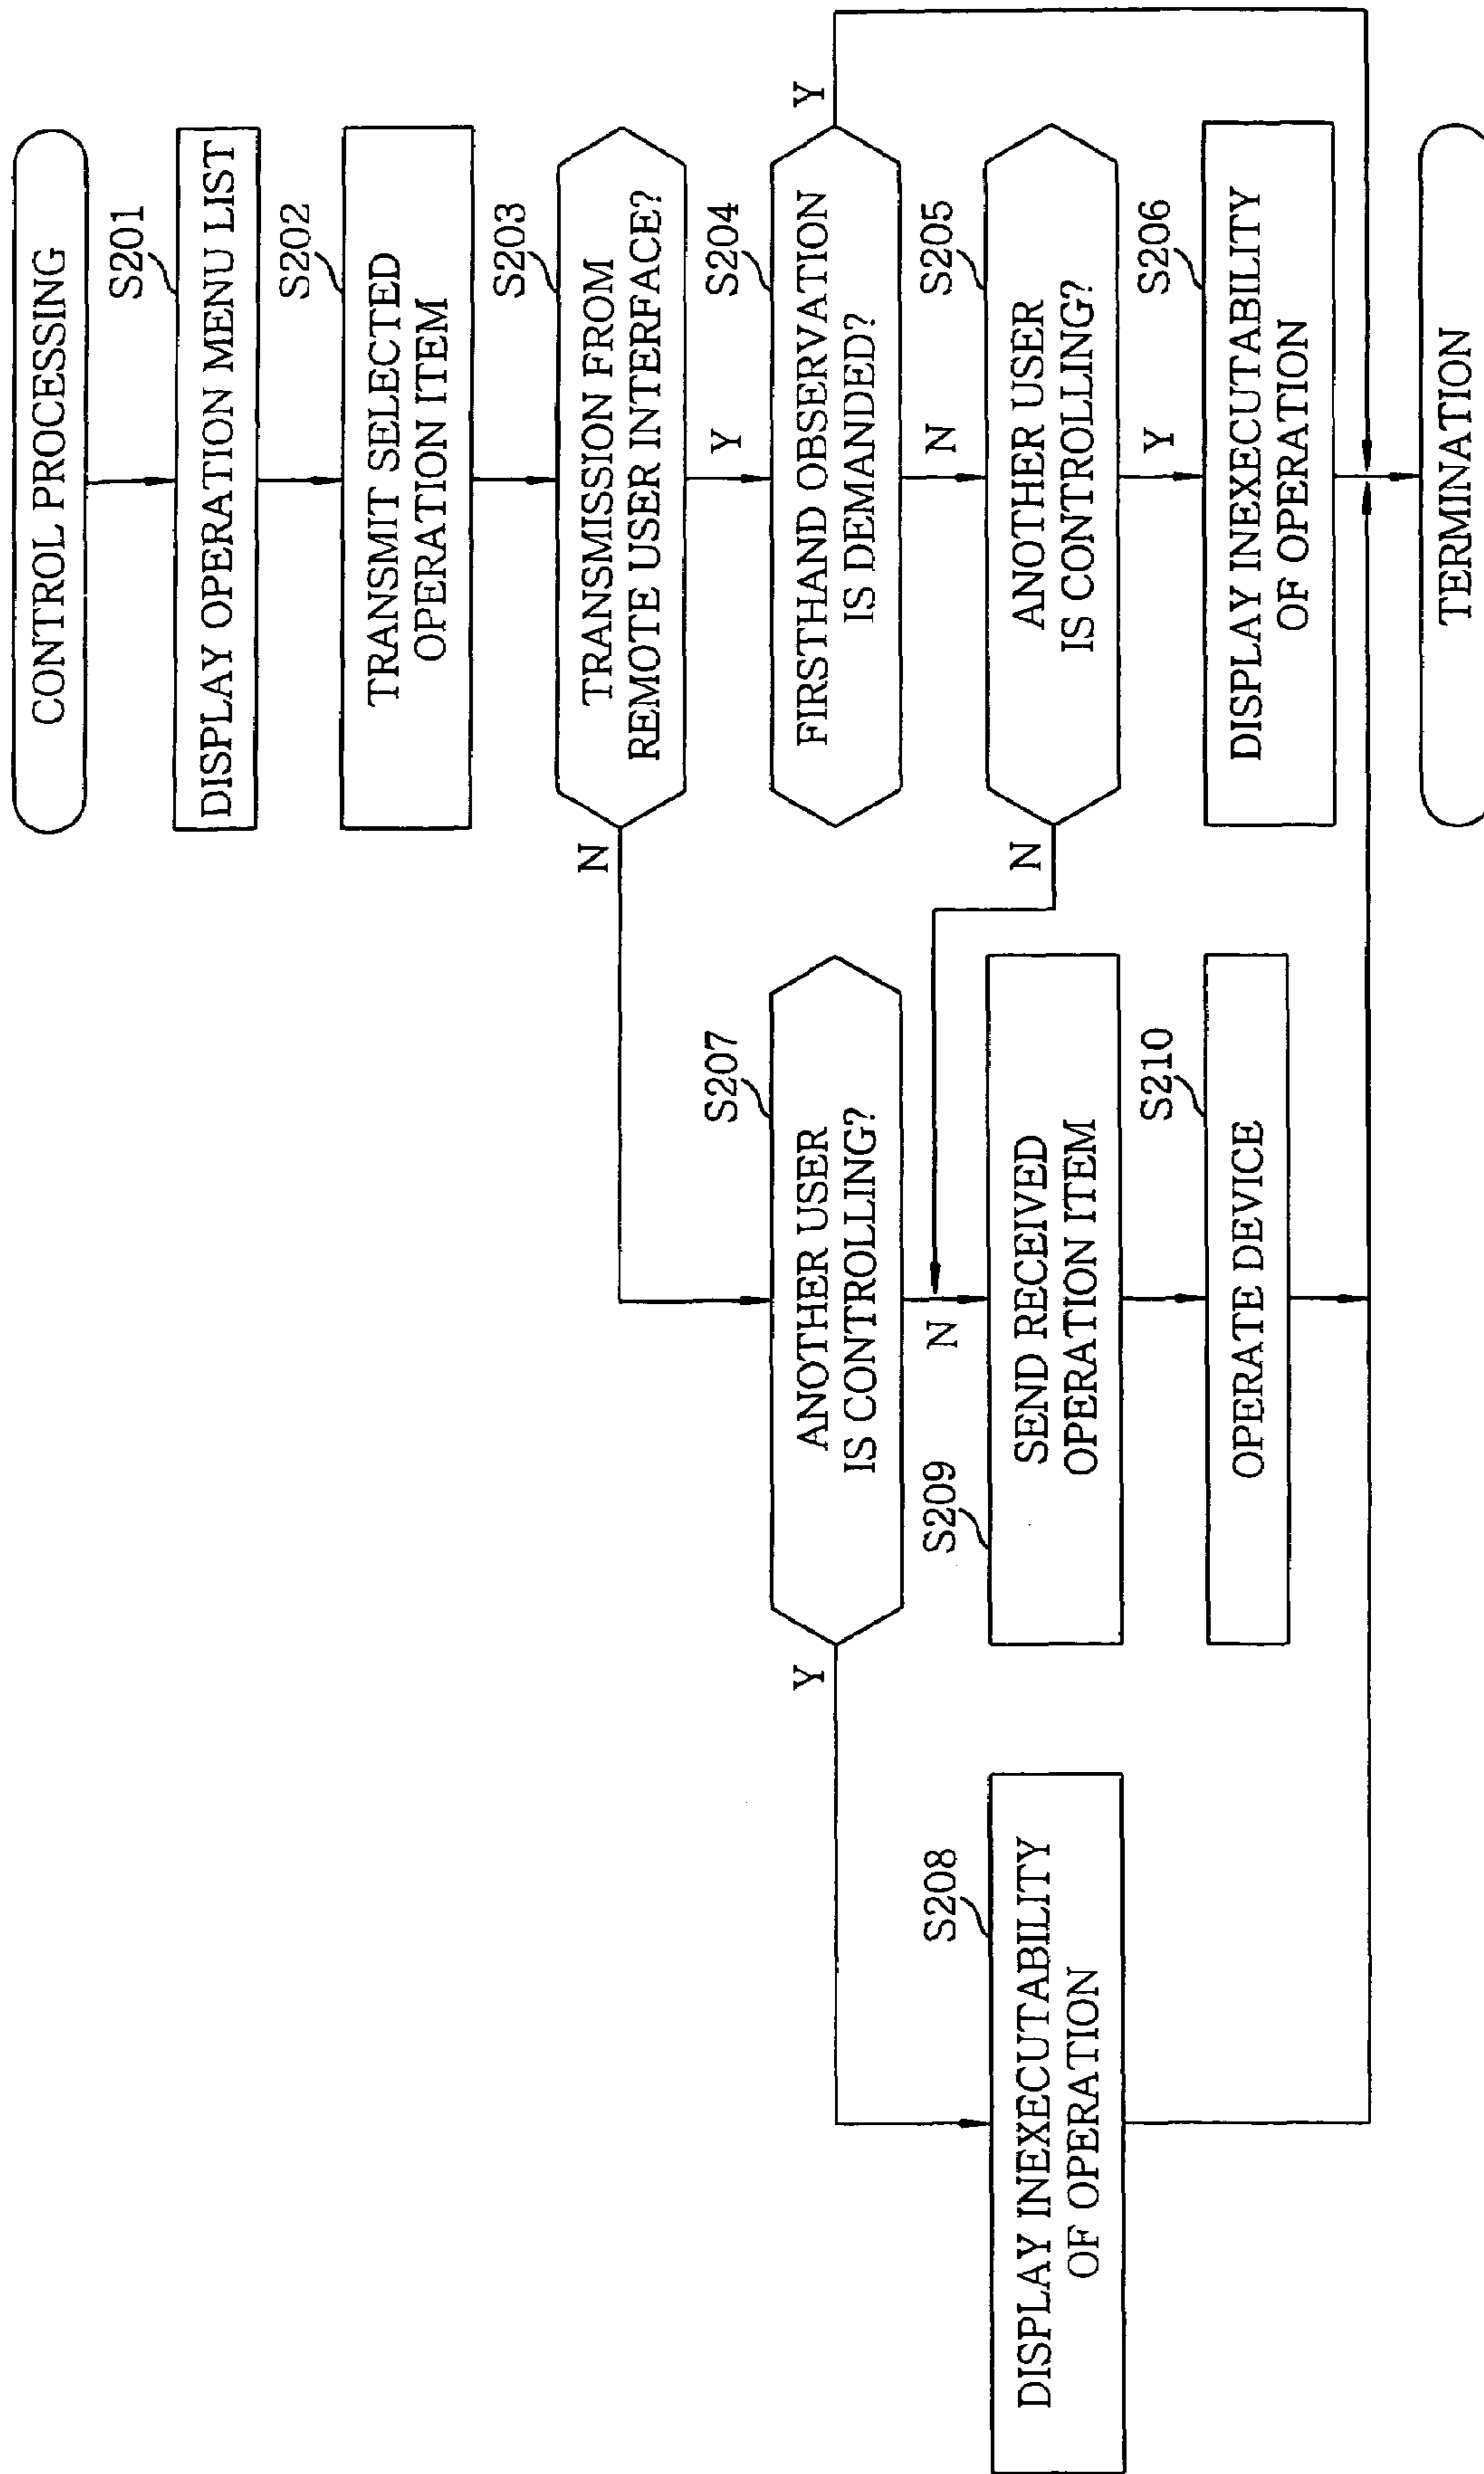 CONTROL PROCESSING
S201
DISPLAY OPERATION MENU LIST
S202
TRANSMIT SELECTED
OPERATION ITEM
S203
TRANSMISSION FROM
REMOTE USER INTERFACE?
N
Y
S204
FIRSTHAND OBSERVATION
IS DEMANDED?
Y
N
S205
ANOTHER USER
IS CONTROLLING?
N
Y
S206
DISPLAY INEXECUTABILITY
OF OPERATION
S207
ANOTHER USER
IS CONTROLLING?
Y
N
S208
DISPLAY INEXECUTABILITY
OF OPERATION
S209
SEND RECEIVED
OPERATION ITEM
S210
OPERATE DEVICE
TERMINATION